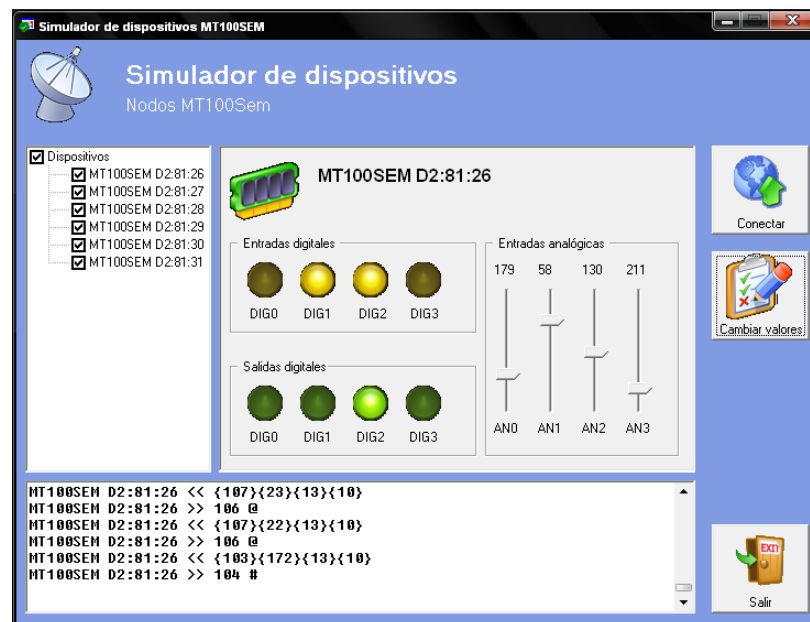 Simulador de dispositivos MT100SEM
Simulador de dispositivos
Nodos MT100Sem
Dispositivos
MT100SEM D2:81:26
MT100SEM D2:81:27
MT100SEM D2:81:28
MT100SEM D2:81:29
MT100SEM D2:81:30
MT100SEM D2:81:31
MT100SEM D2:81:26
Entradas digitales
DIG0 DIG1 DIG2 DIG3
Salidas digitales
DIG0 DIG1 DIG2 DIG3
Entradas analógicas
179 58 130 211
AN0 AN1 AN2 AN3
Conectar
Cambiar valores
MT100SEM D2:81:26 << {107}{23}{13}{10}
MT100SEM D2:81:26 >> 106 @
MT100SEM D2:81:26 << {107}{22}{13}{10}
MT100SEM D2:81:26 >> 106 @
MT100SEM D2:81:26 << {103}{172}{13}{10}
MT100SEM D2:81:26 >> 104 #
EXIT
Salir